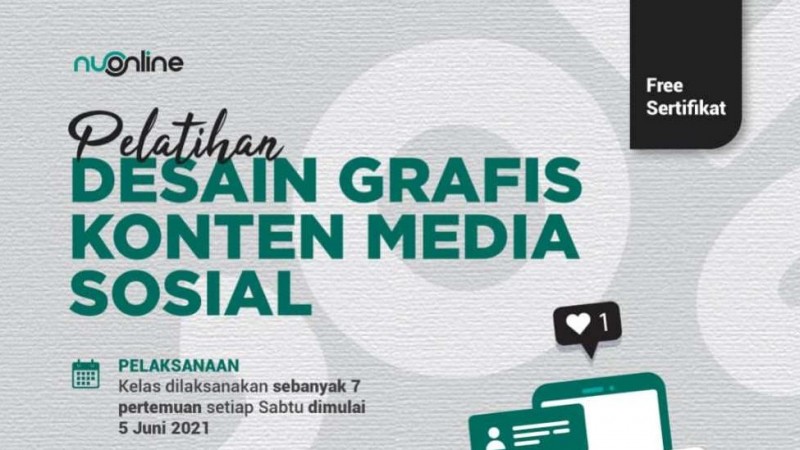 nuonline
Free
Sertifikat
Pelatihan
DESAIN GRAFIS
KONTEN MEDIA
SOSIAL
1
PELAKSANAAN
Kelas dilaksanakan sebanyak 7
pertemuan setiap Sabtu dimulai
5 Juni 2021